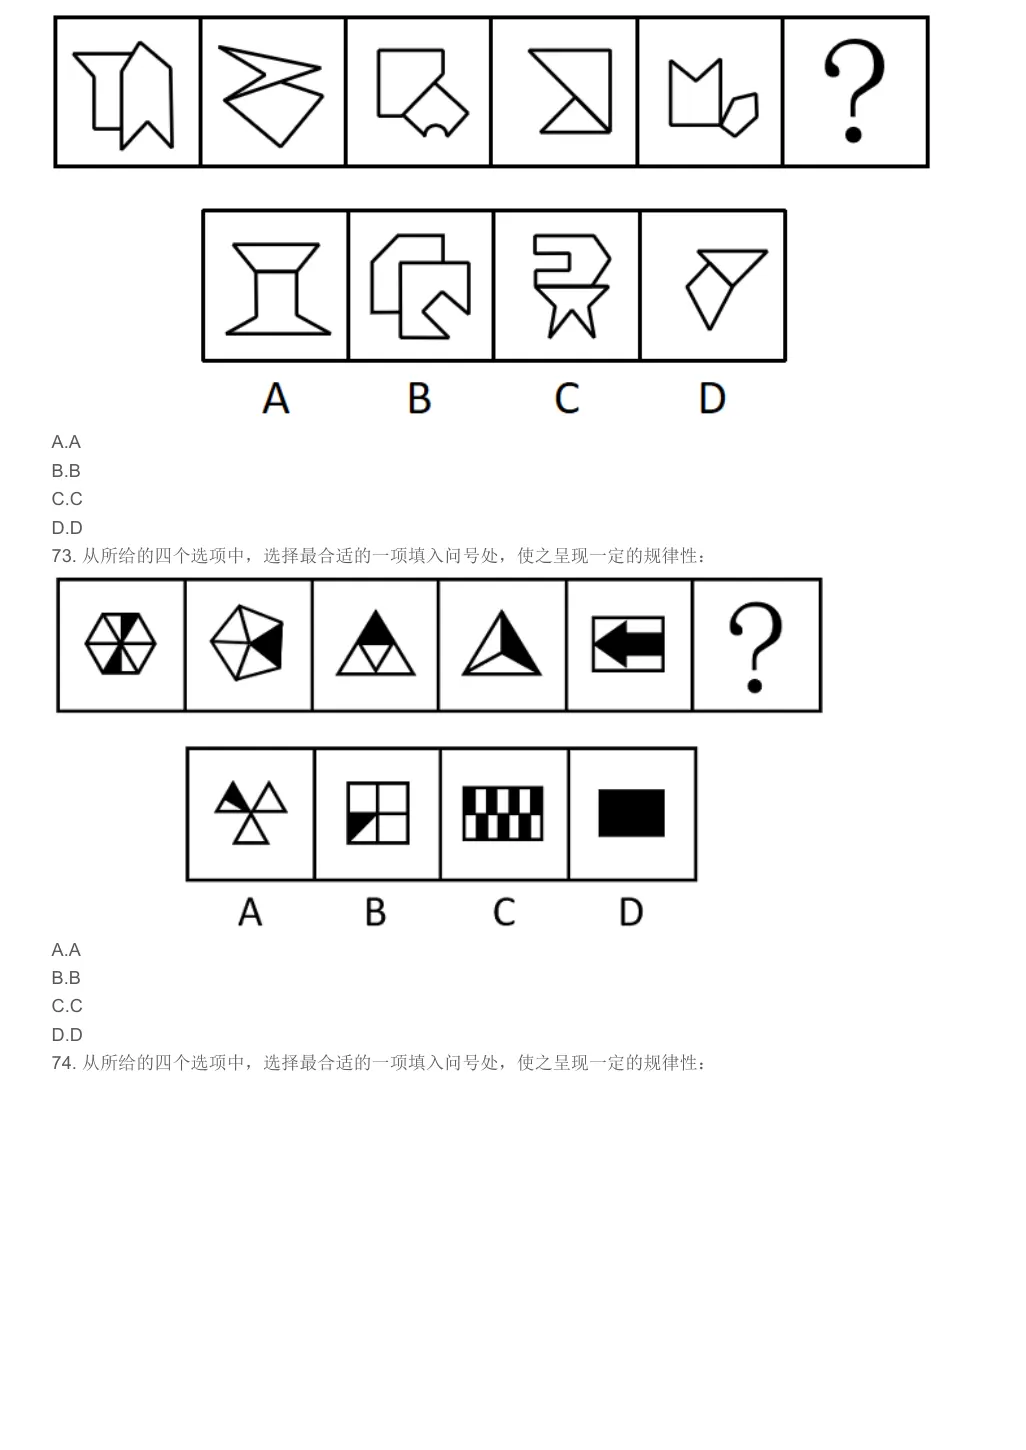 ?
A B C D
A.A
B.B
C.C
D.D
73. 从所给的四个选项中，选择最合适的一项填入问号处，使之呈现一定的规律性：
?
A B C D
A.A
B.B
C.C
D.D
74. 从所给的四个选项中，选择最合适的一项填入问号处，使之呈现一定的规律性：